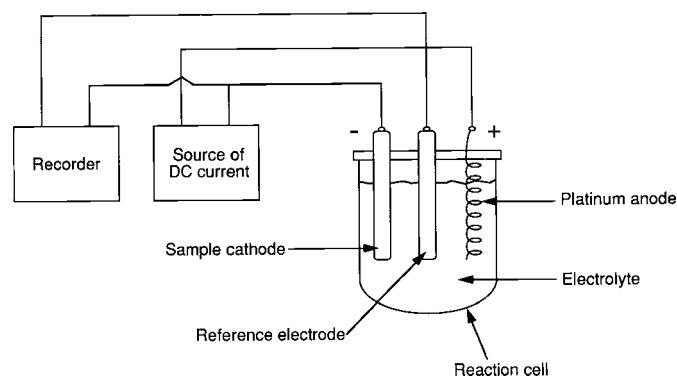 - +
Recorder
Source of
DC current
Platinum anode
Sample cathode
Electrolyte
Reference electrode
Reaction cell